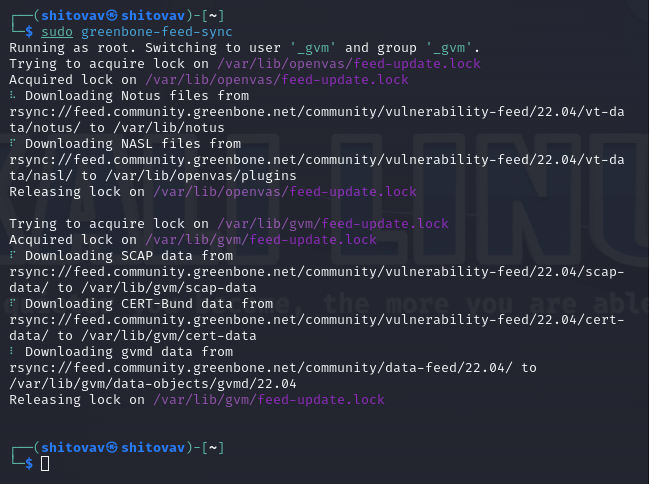 ┌──(shitovav㉿shitovav)-[~]
└─$ sudo greenbone-feed-sync
Running as root. Switching to user '_gvm' and group '_gvm'.
Trying to acquire lock on /var/lib/openvas/feed-update.lock
Acquired lock on /var/lib/openvas/feed-update.lock
⠧ Downloading Notus files from
rsync://feed.community.greenbone.net/community/vulnerability-feed/22.04/vt-da
ta/notus/ to /var/lib/notus
⠏ Downloading NASL files from
rsync://feed.community.greenbone.net/community/vulnerability-feed/22.04/vt-da
ta/nasl/ to /var/lib/openvas/plugins
Releasing lock on /var/lib/openvas/feed-update.lock

Trying to acquire lock on /var/lib/gvm/feed-update.lock
Acquired lock on /var/lib/gvm/feed-update.lock
⠏ Downloading SCAP data from
rsync://feed.community.greenbone.net/community/vulnerability-feed/22.04/scap-
data/ to /var/lib/gvm/scap-data
⠏ Downloading CERT-Bund data from
rsync://feed.community.greenbone.net/community/vulnerability-feed/22.04/cert-
data/ to /var/lib/gvm/cert-data
⠇ Downloading gvmd data from
rsync://feed.community.greenbone.net/community/data-feed/22.04/ to
/var/lib/gvm/data-objects/gvmd/22.04
Releasing lock on /var/lib/gvm/feed-update.lock

┌──(shitovav㉿shitovav)-[~]
└─$